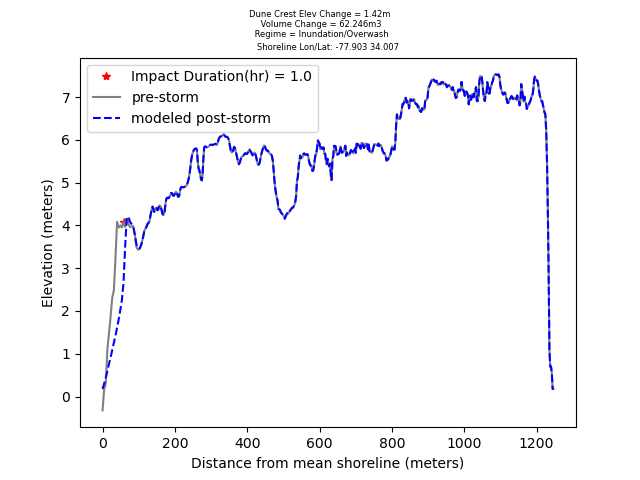 Dune Crest Elev Change = 1.42m
Volume Change = 62.246m3
Regime = Inundation/Overwash
Shoreline Lon/Lat: -77.903 34.007
Impact Duration(hr) = 1.0
pre-storm
modeled post-storm
7
6
5
4
3
2
1
0
Elevation (meters)
0 200 400 600 800 1000 1200
Distance from mean shoreline (meters)